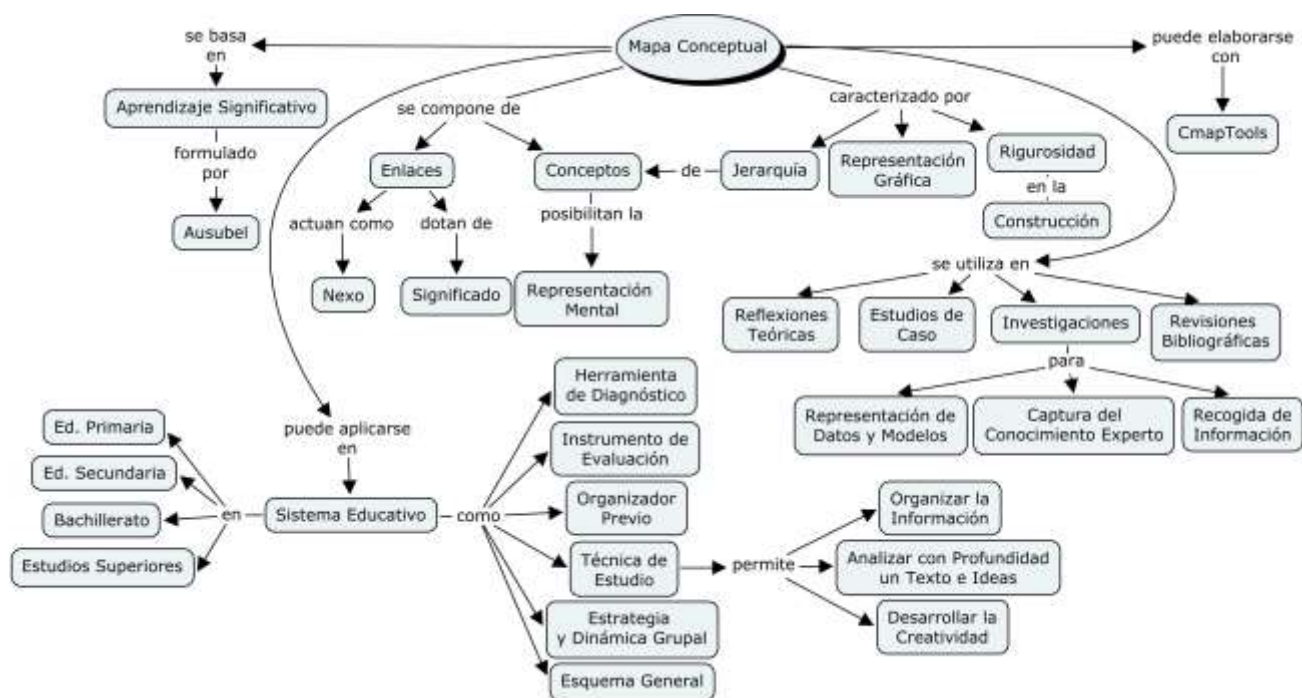 Mapa Conceptual
se basa
en
Aprendizaje Significativo
formulado
por
Ausubel
se compone de
Enlaces
actuan como
Nexo
dotan de
Significado
Conceptos
posibilitan la
Representación
Mental
caracterizado por
Jerarquía
de
Representación
Gráfica
Rigurosidad
en la
Construcción
puede elaborarse
con
CmapTools
se utiliza en
Reflexiones
Teóricas
Estudios de
Caso
Investigaciones
Revisiones
Bibliográficas
para
Representación de
Datos y Modelos
Captura del
Conocimiento Experto
Recogida de
Información
puede aplicarse
en
Sistema Educativo
en
Ed. Primaria
Ed. Secundaria
Bachillerato
Estudios Superiores
como
Herramienta
de Diagnóstico
Instrumento de
Evaluación
Organizador
Previo
Técnica de
Estudio
Estrategia
y Dinámica Grupal
Esquema General
permite
Organizar la
Información
Analizar con Profundidad
un Texto e Ideas
Desarrollar la
Creatividad